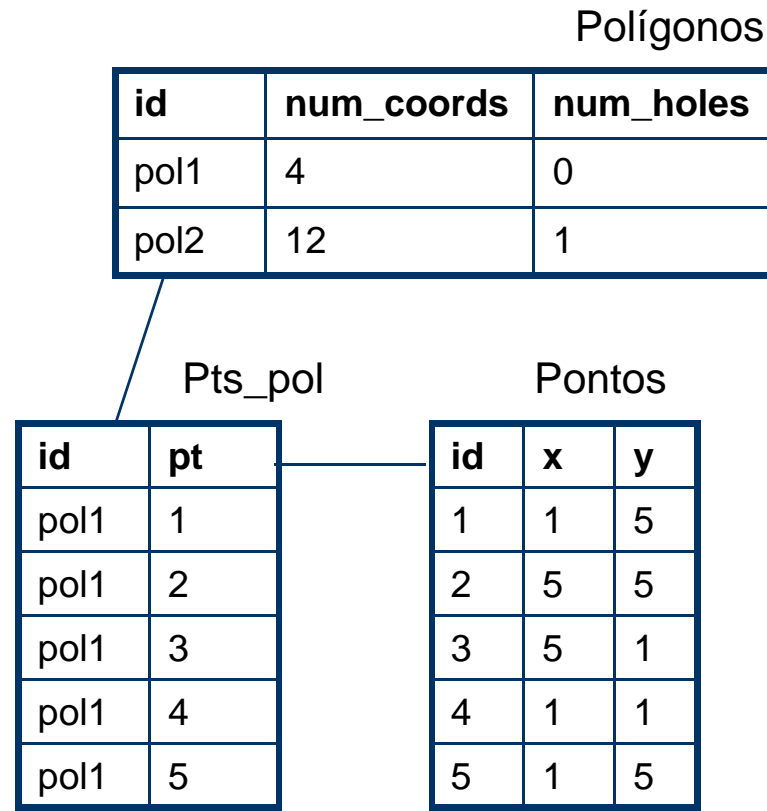 Polígonos
id num_coords num_holes
pol1 4 0
pol2 12 1
Pts_pol Pontos
id pt id x y
pol1 1 1 1 5
pol1 2 2 5 5
pol1 3 3 5 1
pol1 4 4 1 1
pol1 5 5 1 5